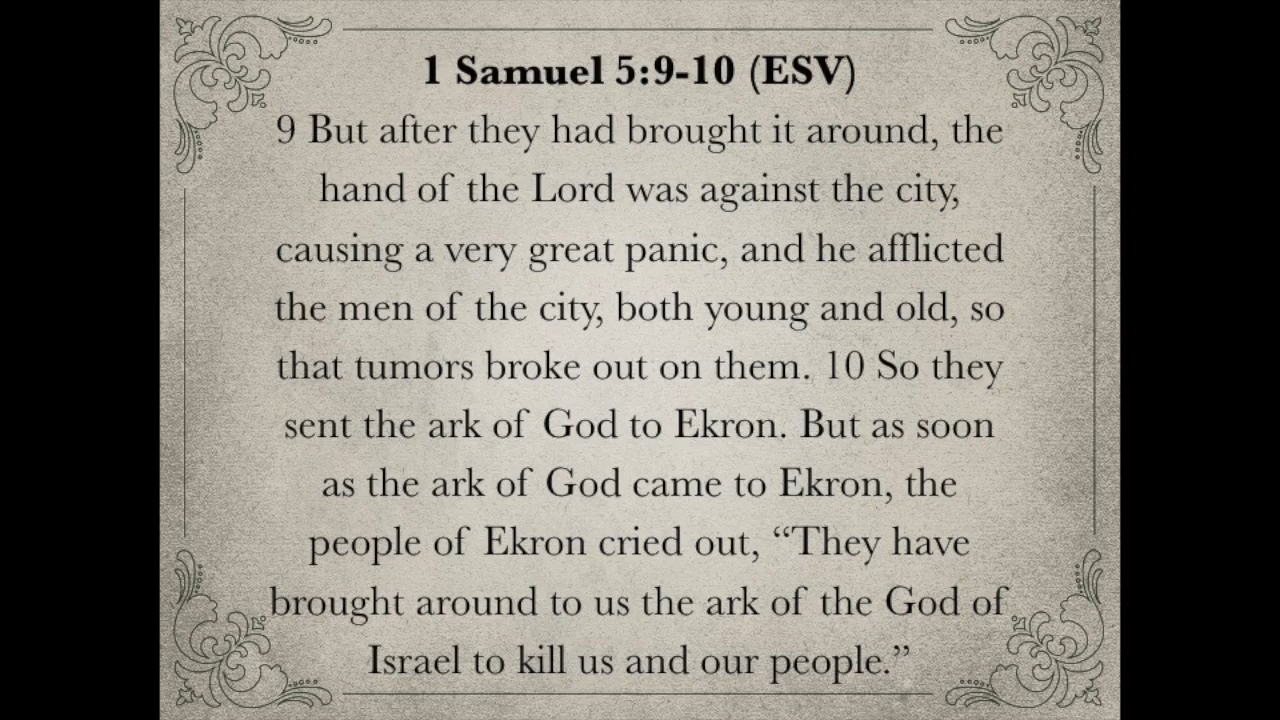 1 Samuel 5:9-10 (ESV)
9 But after they had brought it around, the
hand of the Lord was against the city,
causing a very great panic, and he afflicted
the men of the city, both young and old, so
that tumors broke out on them. 10 So they
sent the ark of God to Ekron. But as soon
as the ark of God came to Ekron, the
people of Ekron cried out, “They have
brought around to us the ark of the God of
Israel to kill us and our people.”